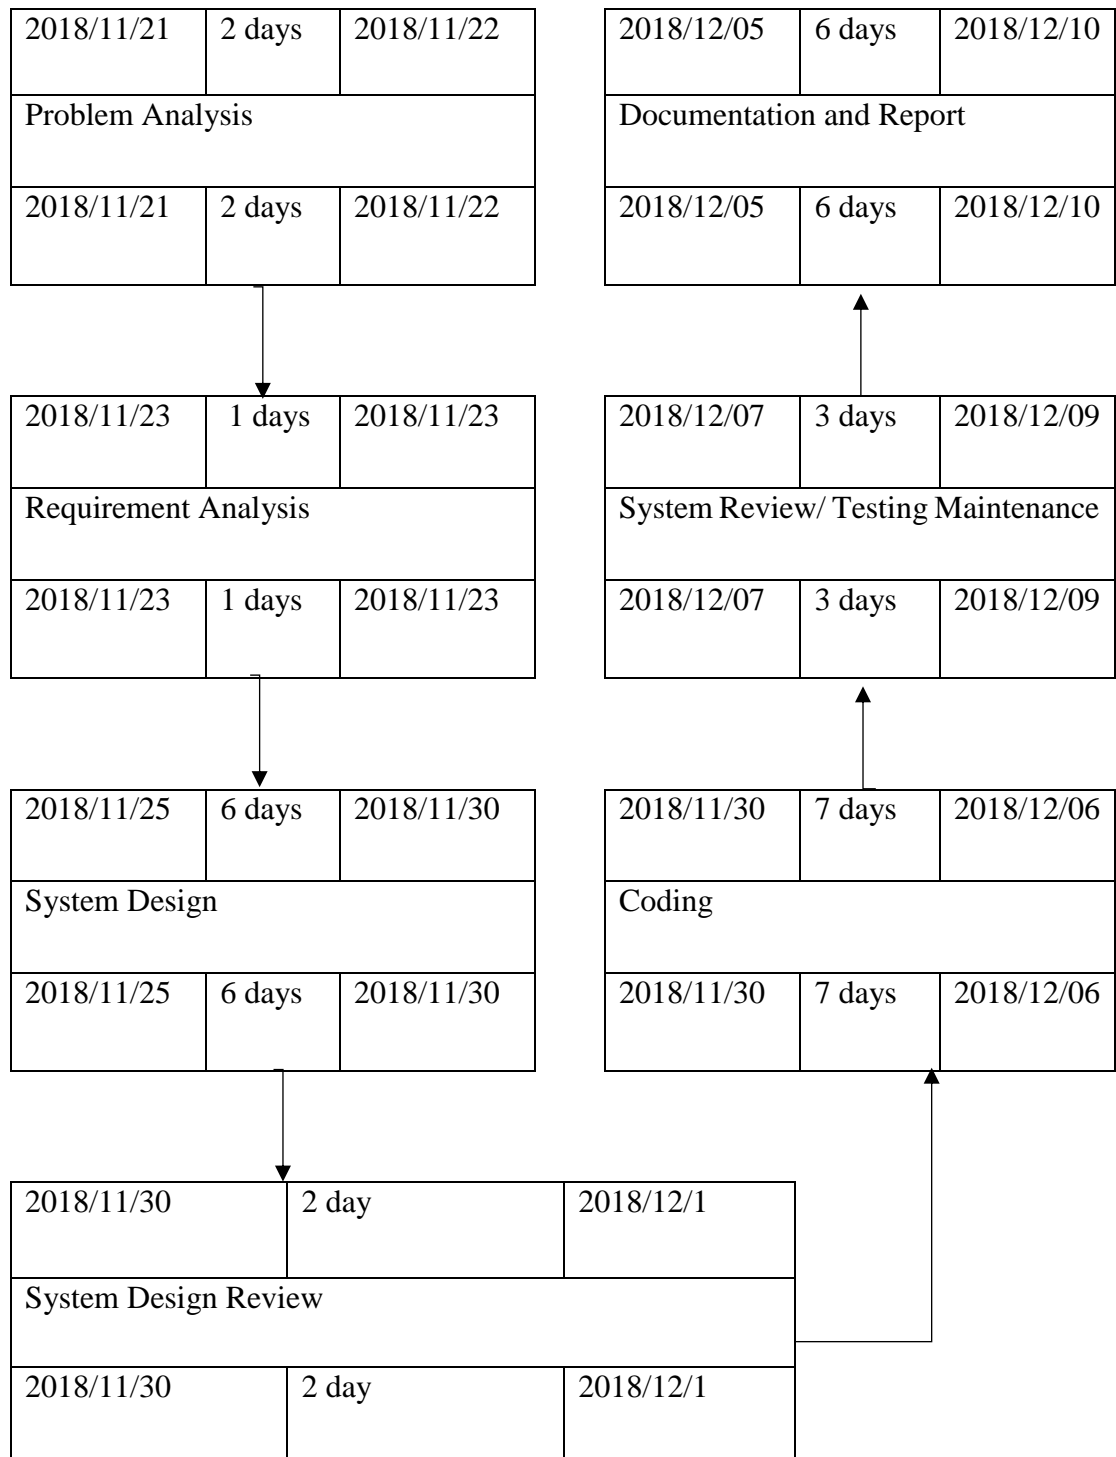 2018/11/21 2 days 2018/11/22
Problem Analysis
2018/11/21 2 days 2018/11/22
2018/11/23 1 days 2018/11/23
Requirement Analysis
2018/11/23 1 days 2018/11/23
2018/11/25 6 days 2018/11/30
System Design
2018/11/25 6 days 2018/11/30
2018/11/30 2 day 2018/12/1
System Design Review
2018/11/30 2 day 2018/12/1
2018/11/30 7 days 2018/12/06
Coding
2018/11/30 7 days 2018/12/06
2018/12/07 3 days 2018/12/09
System Review/ Testing Maintenance
2018/12/07 3 days 2018/12/09
2018/12/05 6 days 2018/12/10
Documentation and Report
2018/12/05 6 days 2018/12/10